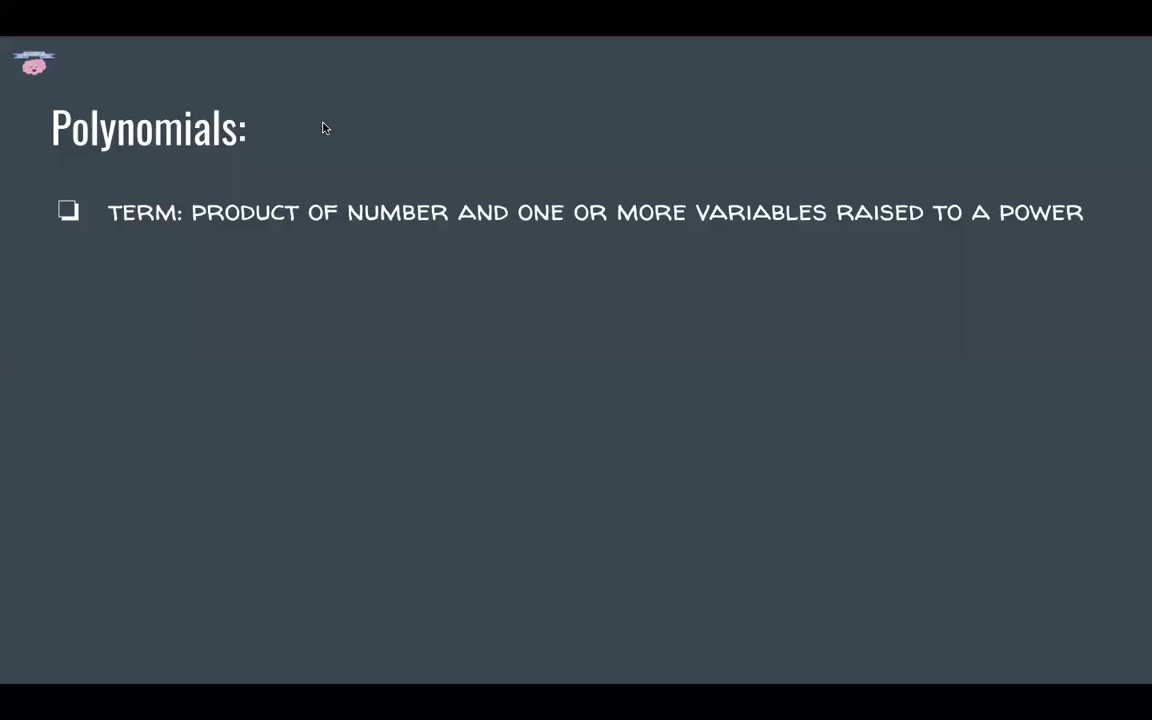 Polynomials:
TERM: PRODUCT OF NUMBER AND ONE OR MORE VARIABLES RAISED TO A POWER